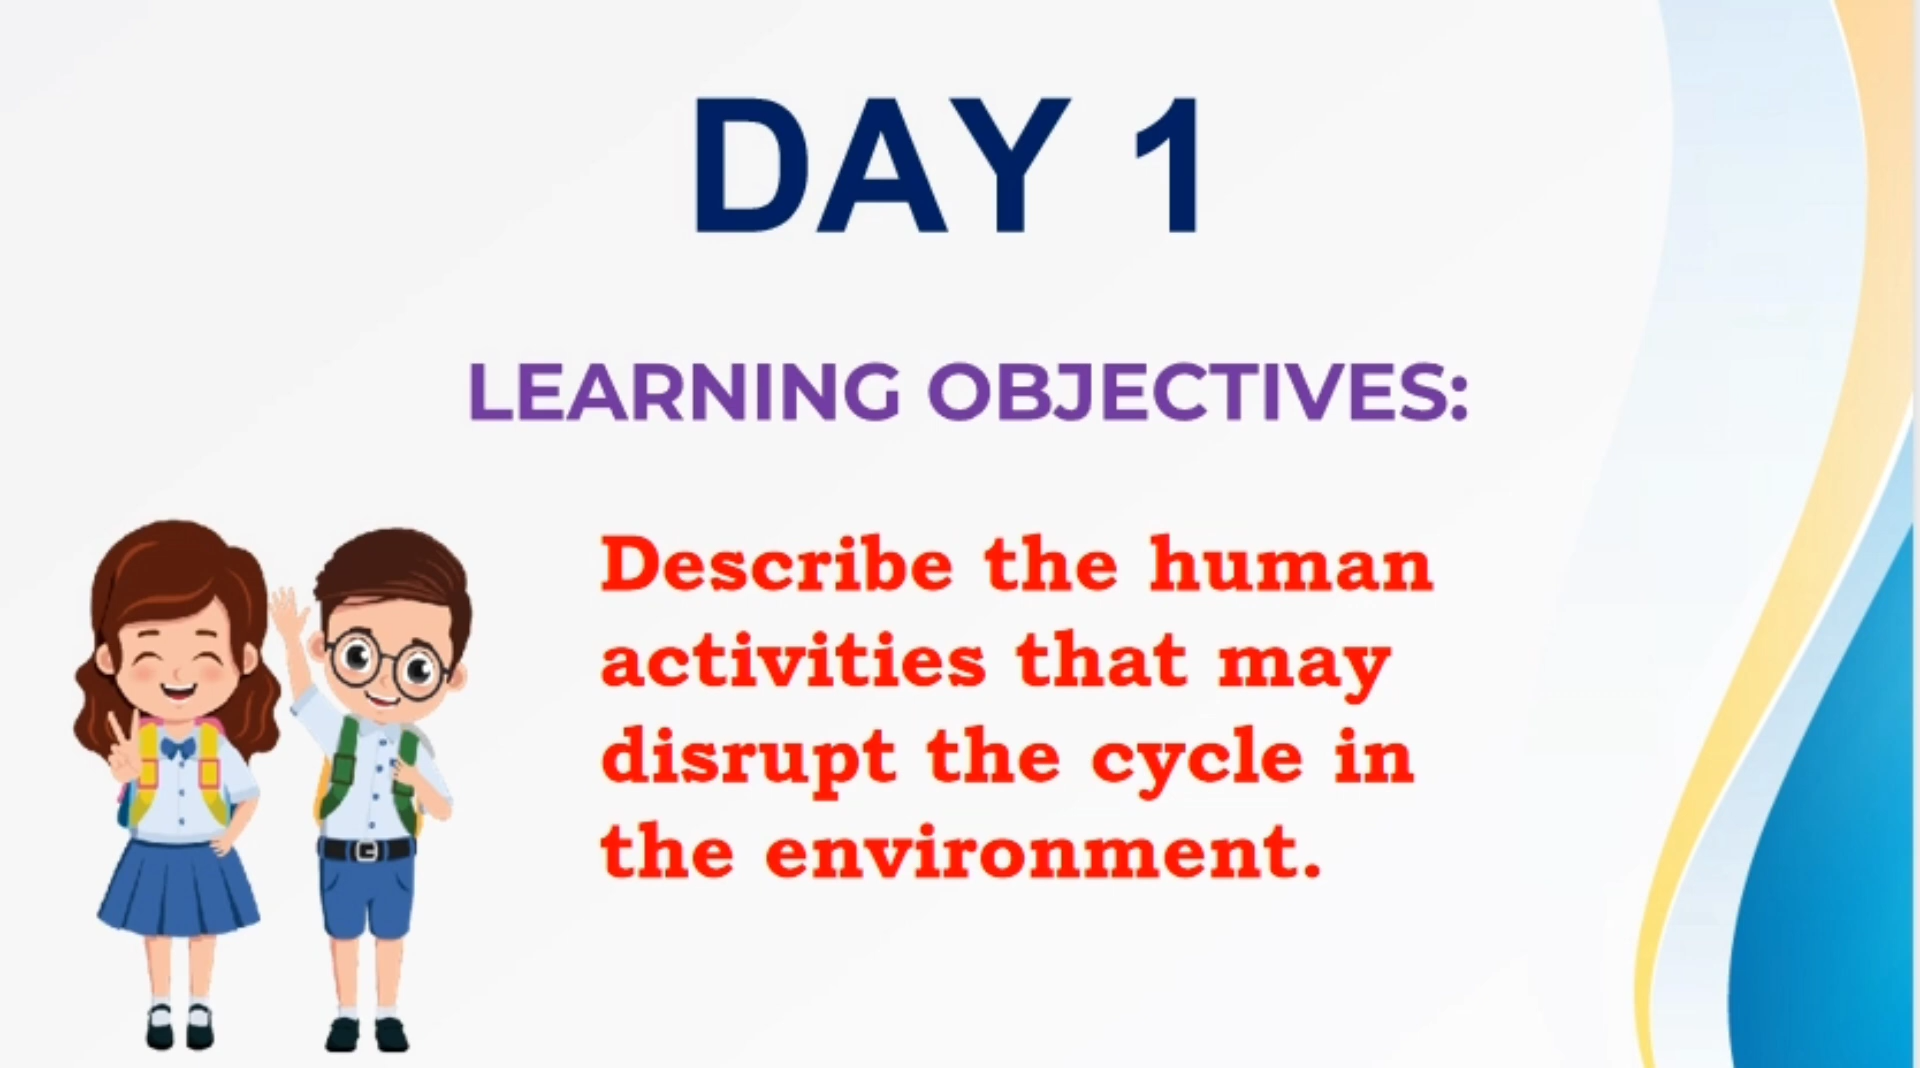 DAY 1
LEARNING OBJECTIVES:
Describe the human
activities that may
disrupt the cycle in
the environment.